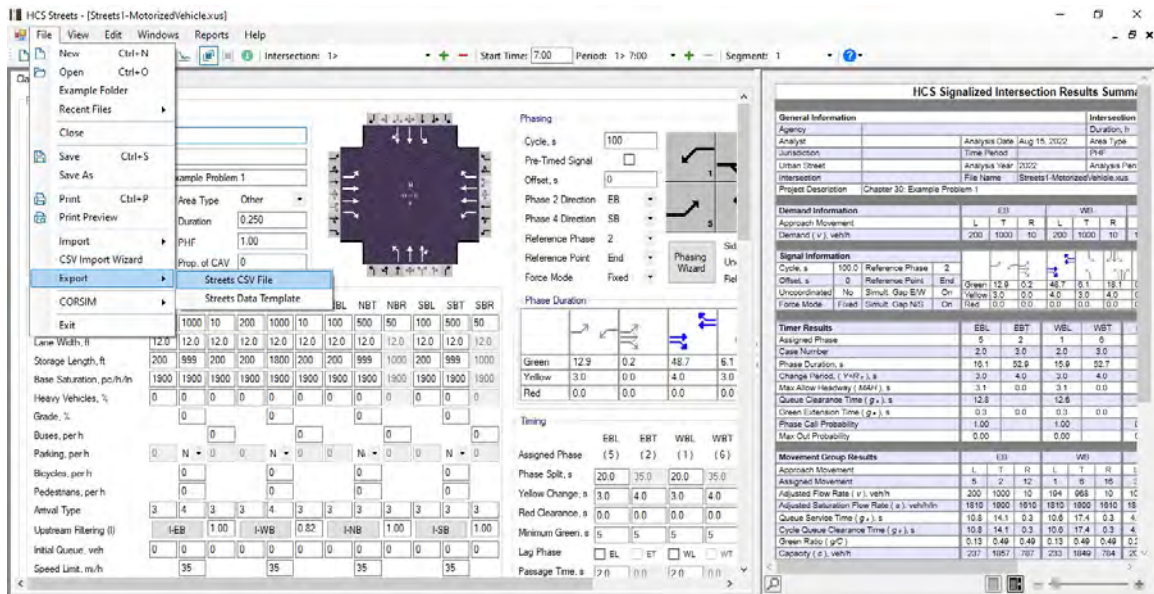 HCS Streets - [Streets1-MotorizedVehicle.xus]
File View Edit Windows Reports Help
Intersection: 1> Start Time: 7:00 Period: 1> 7:00 Segment: 1
New Ctrl+N
Open Ctrl+O
Example Folder
Recent Files
Close
Save Ctrl+S
Save As
Print Ctrl+P
Print Preview
Import
CSV Import Wizard
Export
CORSIM
Exit
Streets CSV File
Streets Data Template
Example Problem 1
Area Type Other
Duration 0.250
PHF 1.00
Prop. of CAV 0
NBT NBR SBL SBT SBR
1000 10 200 1000 10 100 500 50 100 500 50
Lane Width, ft 12.0 12.0 12.0 12.0 12.0 12.0 12.0 12.0 12.0 12.0 12.0 12.0
Storage Length, ft 200 999 200 200 1800 200 200 999 1000 200 999 1000
Base Saturation, pc/h/ln 1900 1900 1900 1900 1900 1900 1900 1900 1900 1900 1900 1900
Heavy Vehicles, % 0 0 0 0 0 0 0 0 0 0 0 0
Grade, % 0 0 0 0
Buses, per h 0 0 0 0
Parking, per h 0 N 0 0 N 0 0 N 0 0 N 0
Bicycles, per h 0 0 0 0
Pedestrians, per h 0 0 0 0
Arrival Type 3 4 3 3 4 3 3 3 3 3 3 3
Upstream Filtering (I) I-EB 1.00 I-WB 0.82 I-NB 1.00 I-SB 1.00
Initial Queue, veh 0 0 0 0 0 0 0 0 0 0 0 0
Speed Limit, m/h 35 35 35 35
Phasing
Cycle, s 100
Pre-Timed Signal
Offset, s 0
Phase 2 Direction EB
Phase 4 Direction SB
Reference Phase 2
Reference Point End
Force Mode Fixed
Phasing Wizard
1
5
Phase Duration
Green 12.9 0.2 48.7 6.1
Yellow 3.0 0.0 4.0 3.0
Red 0.0 0.0 0.0 0.0
Timing
EBL EBT WBL WBT
Assigned Phase (5) (2) (1) (6)
Phase Split, s 20.0 35.0 20.0 35.0
Yellow Change, s 3.0 4.0 3.0 4.0
Red Clearance, s 0.0 0.0 0.0 0.0
Minimum Green, s 5 5 5 5
Lag Phase EL ET WL WT
Passage Time, s 2.0 0.0 2.0 0.0
HCS Signalized Intersection Results Summa
General Information Intersection
Agency Duration, h
Analyst Analysis Date Aug 15, 2022 Area Type
Jurisdiction Time Period PHF
Urban Street Analysis Year 2022 Analysis Peri
Intersection File Name Streets1-MotorizedVehicle.xus
Project Description Chapter 30: Example Problem 1
Demand Information EB WB
Approach Movement L T R L T R
Demand ( v ), veh/h 200 1000 10 200 1000 10
Signal Information
Cycle, s 100.0 Reference Phase 2
Offset, s 0 Reference Point End
Uncoordinated No Simult. Gap E/W On
Force Mode Fixed Simult. Gap N/S On
Green 12.9 0.2 48.7 6.1 18.1
Yellow 3.0 0.0 4.0 3.0 4.0
Red 0.0 0.0 0.0 0.0 0.0
Timer Results EBL EBT WBL WBT
Assigned Phase 5 2 1 6
Case Number 2.0 3.0 2.0 3.0
Phase Duration, s 16.1 52.9 15.9 52.7
Change Period, ( Y+Rc ), s 3.0 4.0 3.0 4.0
Max Allow Headway ( MAH ), s 3.1 0.0 3.1 0.0
Queue Clearance Time ( gs ), s 12.8 12.6
Green Extension Time ( ge ), s 0.3 0.0 0.3 0.0
Phase Call Probability 1.00 1.00
Max Out Probability 0.00 0.00
Movement Group Results EB WB
Approach Movement L T R L T R
Assigned Movement 5 2 12 1 6 16
Adjusted Flow Rate ( v ), veh/h 200 1000 10 194 968 10
Adjusted Saturation Flow Rate ( s ), veh/h/ln 1810 1900 1610 1810 1900 1610
Queue Service Time ( gs ), s 10.8 14.1 0.3 10.6 17.4 0.3
Cycle Queue Clearance Time ( gc ), s 10.8 14.1 0.3 10.6 17.4 0.3
Green Ratio ( g/C ) 0.13 0.49 0.49 0.13 0.49 0.49
Capacity ( c ), veh/h 237 1857 787 233 1849 784